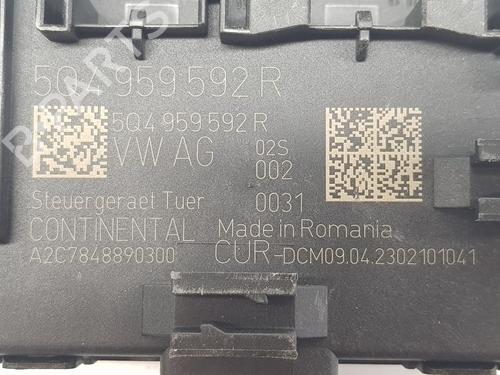 5Q4 959 592 R
5Q4 959 592 R
VW AG 02S
002
Steuergeraet Tuer 0031
CONTINENTAL Made in Romania
A2C7848890300 CUR-DCM09.04.2302101041